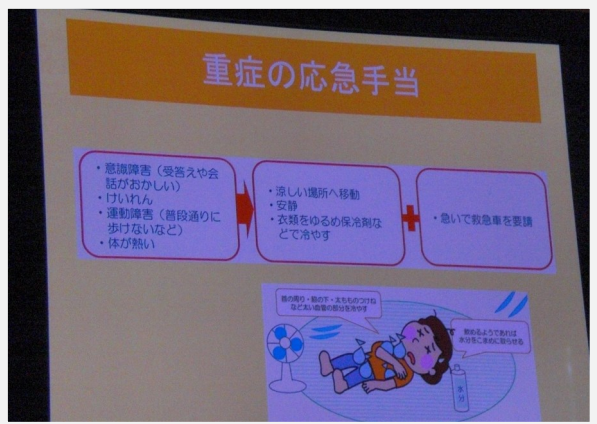 重症の応急手当
・意識障害（受答えや会
話がおかしい）
・けいれん
・運動障害（普段通りに
歩けないなど）
・体が熱い
・涼しい場所へ移動
・安静
・衣類をゆるめ保冷剤な
どで冷やす
・急いで救急車を要請
首の周り・脇の下・太もものつけね
など太い血管の部分を冷やす
飲めるようであれば
水分をこまめに取らせる
水分